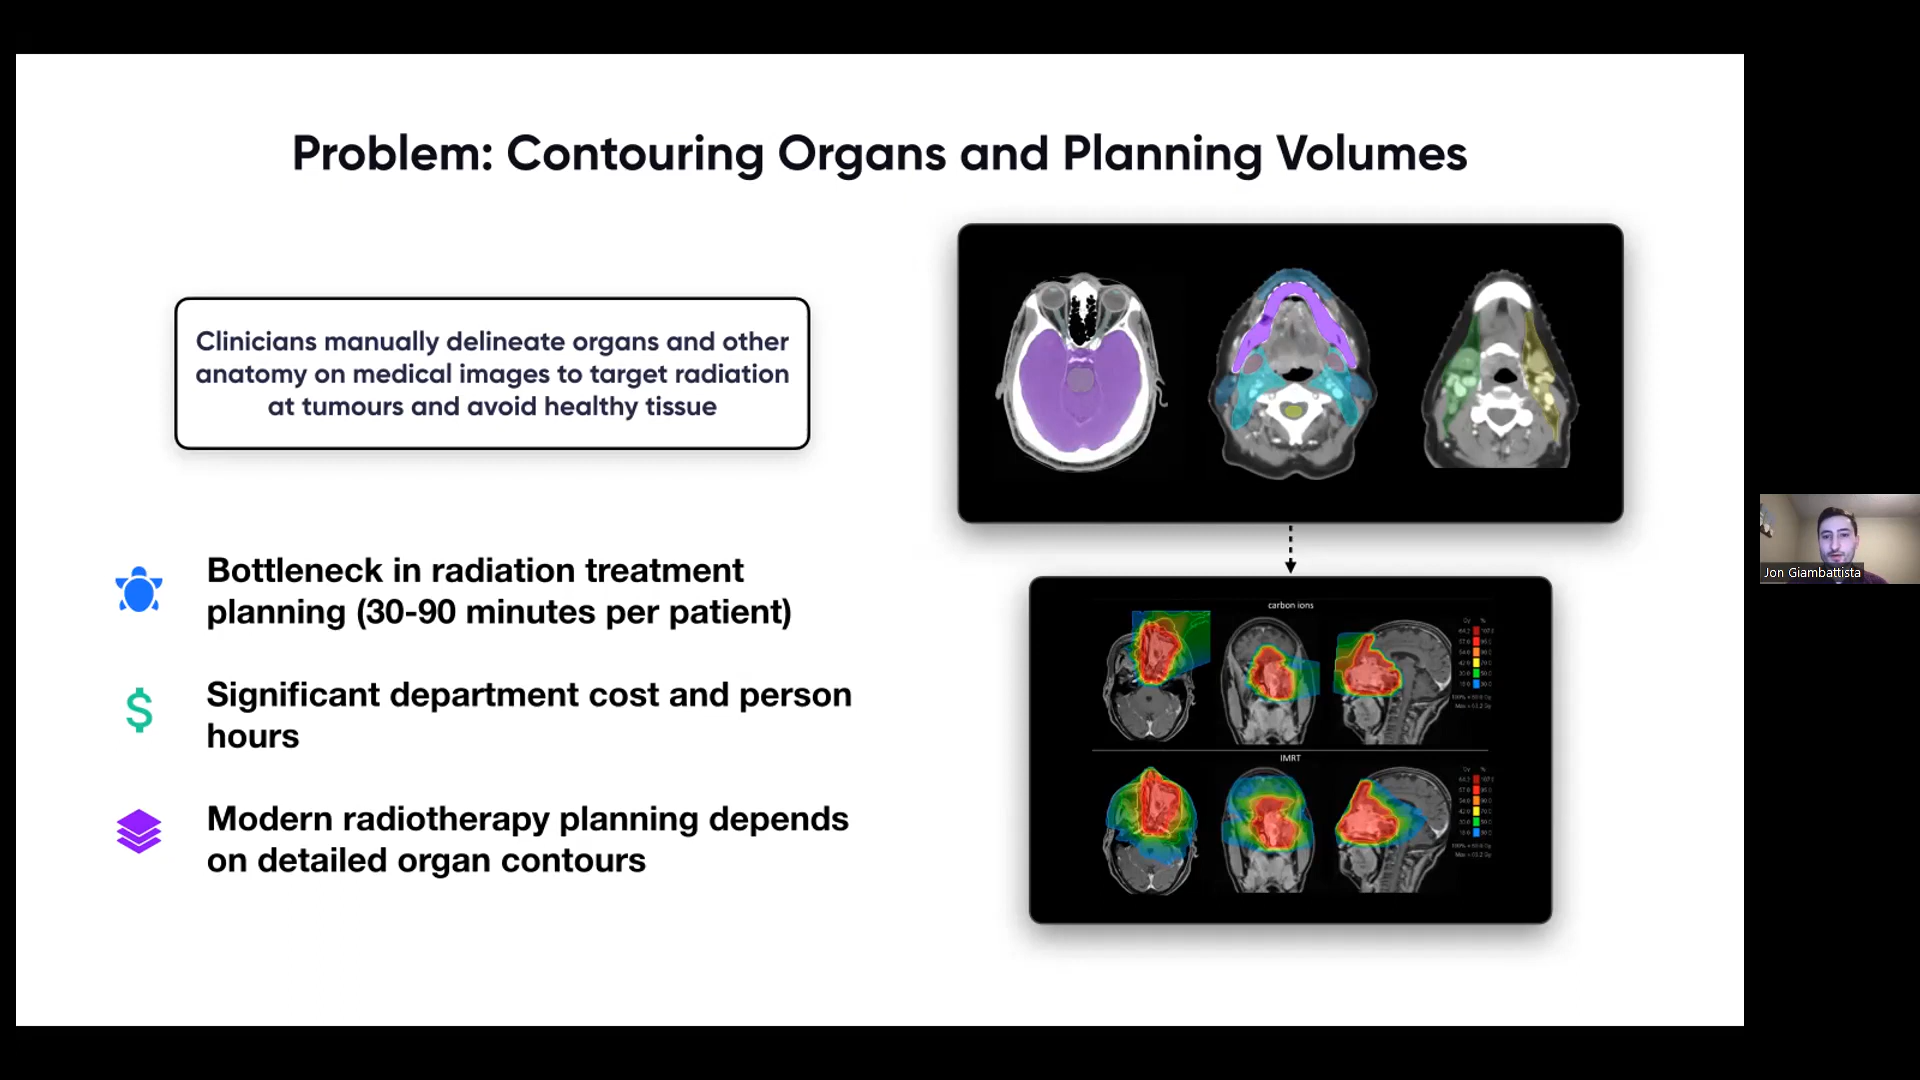 Problem: Contouring Organs and Planning Volumes
Clinicians manually delineate organs and other
anatomy on medical images to target radiation
at tumours and avoid healthy tissue
Bottleneck in radiation treatment
planning (30-90 minutes per patient)
Significant department cost and person
hours
Modern radiotherapy planning depends
on detailed organ contours
carbon ions
Gy %
IMRT
Gy %
Jon Giambattista